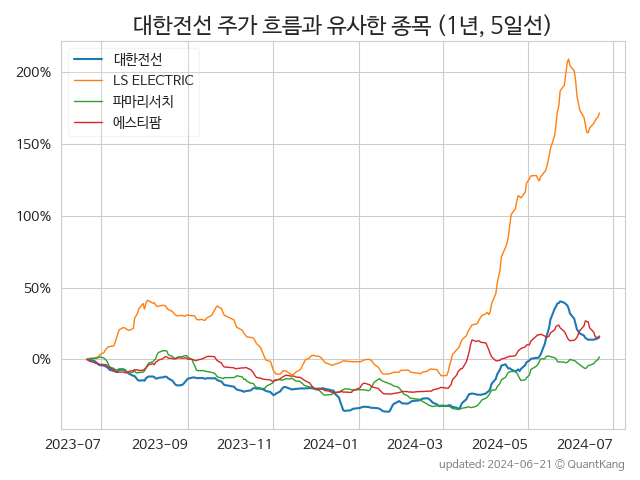 대한전선 주가 흐름과 유사한 종목 (1년, 5일선)
대한전선
LS ELECTRIC
파마리서치
에스티팜
200%
150%
100%
50%
0%
2023-07 2023-09 2023-11 2024-01 2024-03 2024-05 2024-07
updated: 2024-06-21 © QuantKang